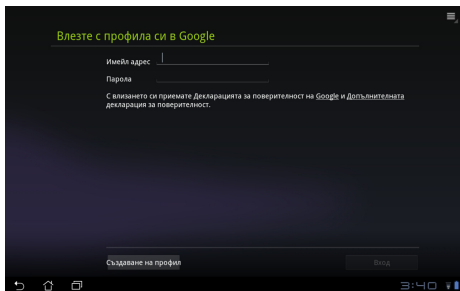 Влезте с профила си в Google
Имейл адрес
Парола
С влизането си приемате Декларацията за поверителност на Google и Допълнителната
декларация за поверителност.
Създаване на профил
Вход
3:40